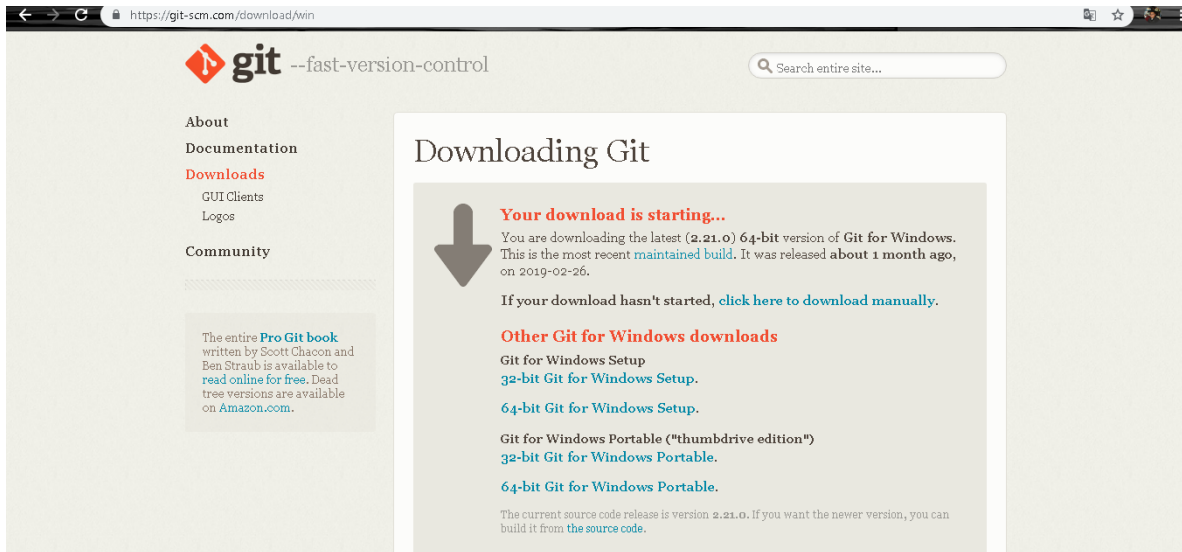 https://git-scm.com/download/win
git --fast-version-control
Search entire site...
About
Documentation
Downloads
GUI Clients
Logos
Community
The entire Pro Git book
written by Scott Chacon and
Ben Straub is available to
read online for free. Dead
tree versions are available
on Amazon.com.
Downloading Git
Your download is starting...
You are downloading the latest (2.21.0) 64-bit version of Git for Windows.
This is the most recent maintained build. It was released about 1 month ago,
on 2019-02-26.
If your download hasn't started, click here to download manually.
Other Git for Windows downloads
Git for Windows Setup
32-bit Git for Windows Setup.
64-bit Git for Windows Setup.
Git for Windows Portable ("thumbdrive edition")
32-bit Git for Windows Portable.
64-bit Git for Windows Portable.
The current source code release is version 2.21.0. If you want the newer version, you can
build it from the source code.